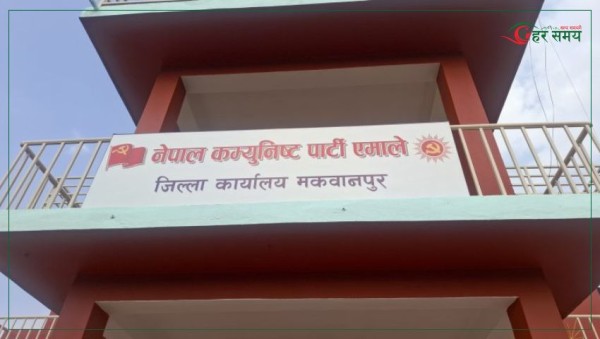 हर समय
नेपाल कम्युनिष्ट पार्टी एमाले
जिल्ला कार्यालय मकवानपुर